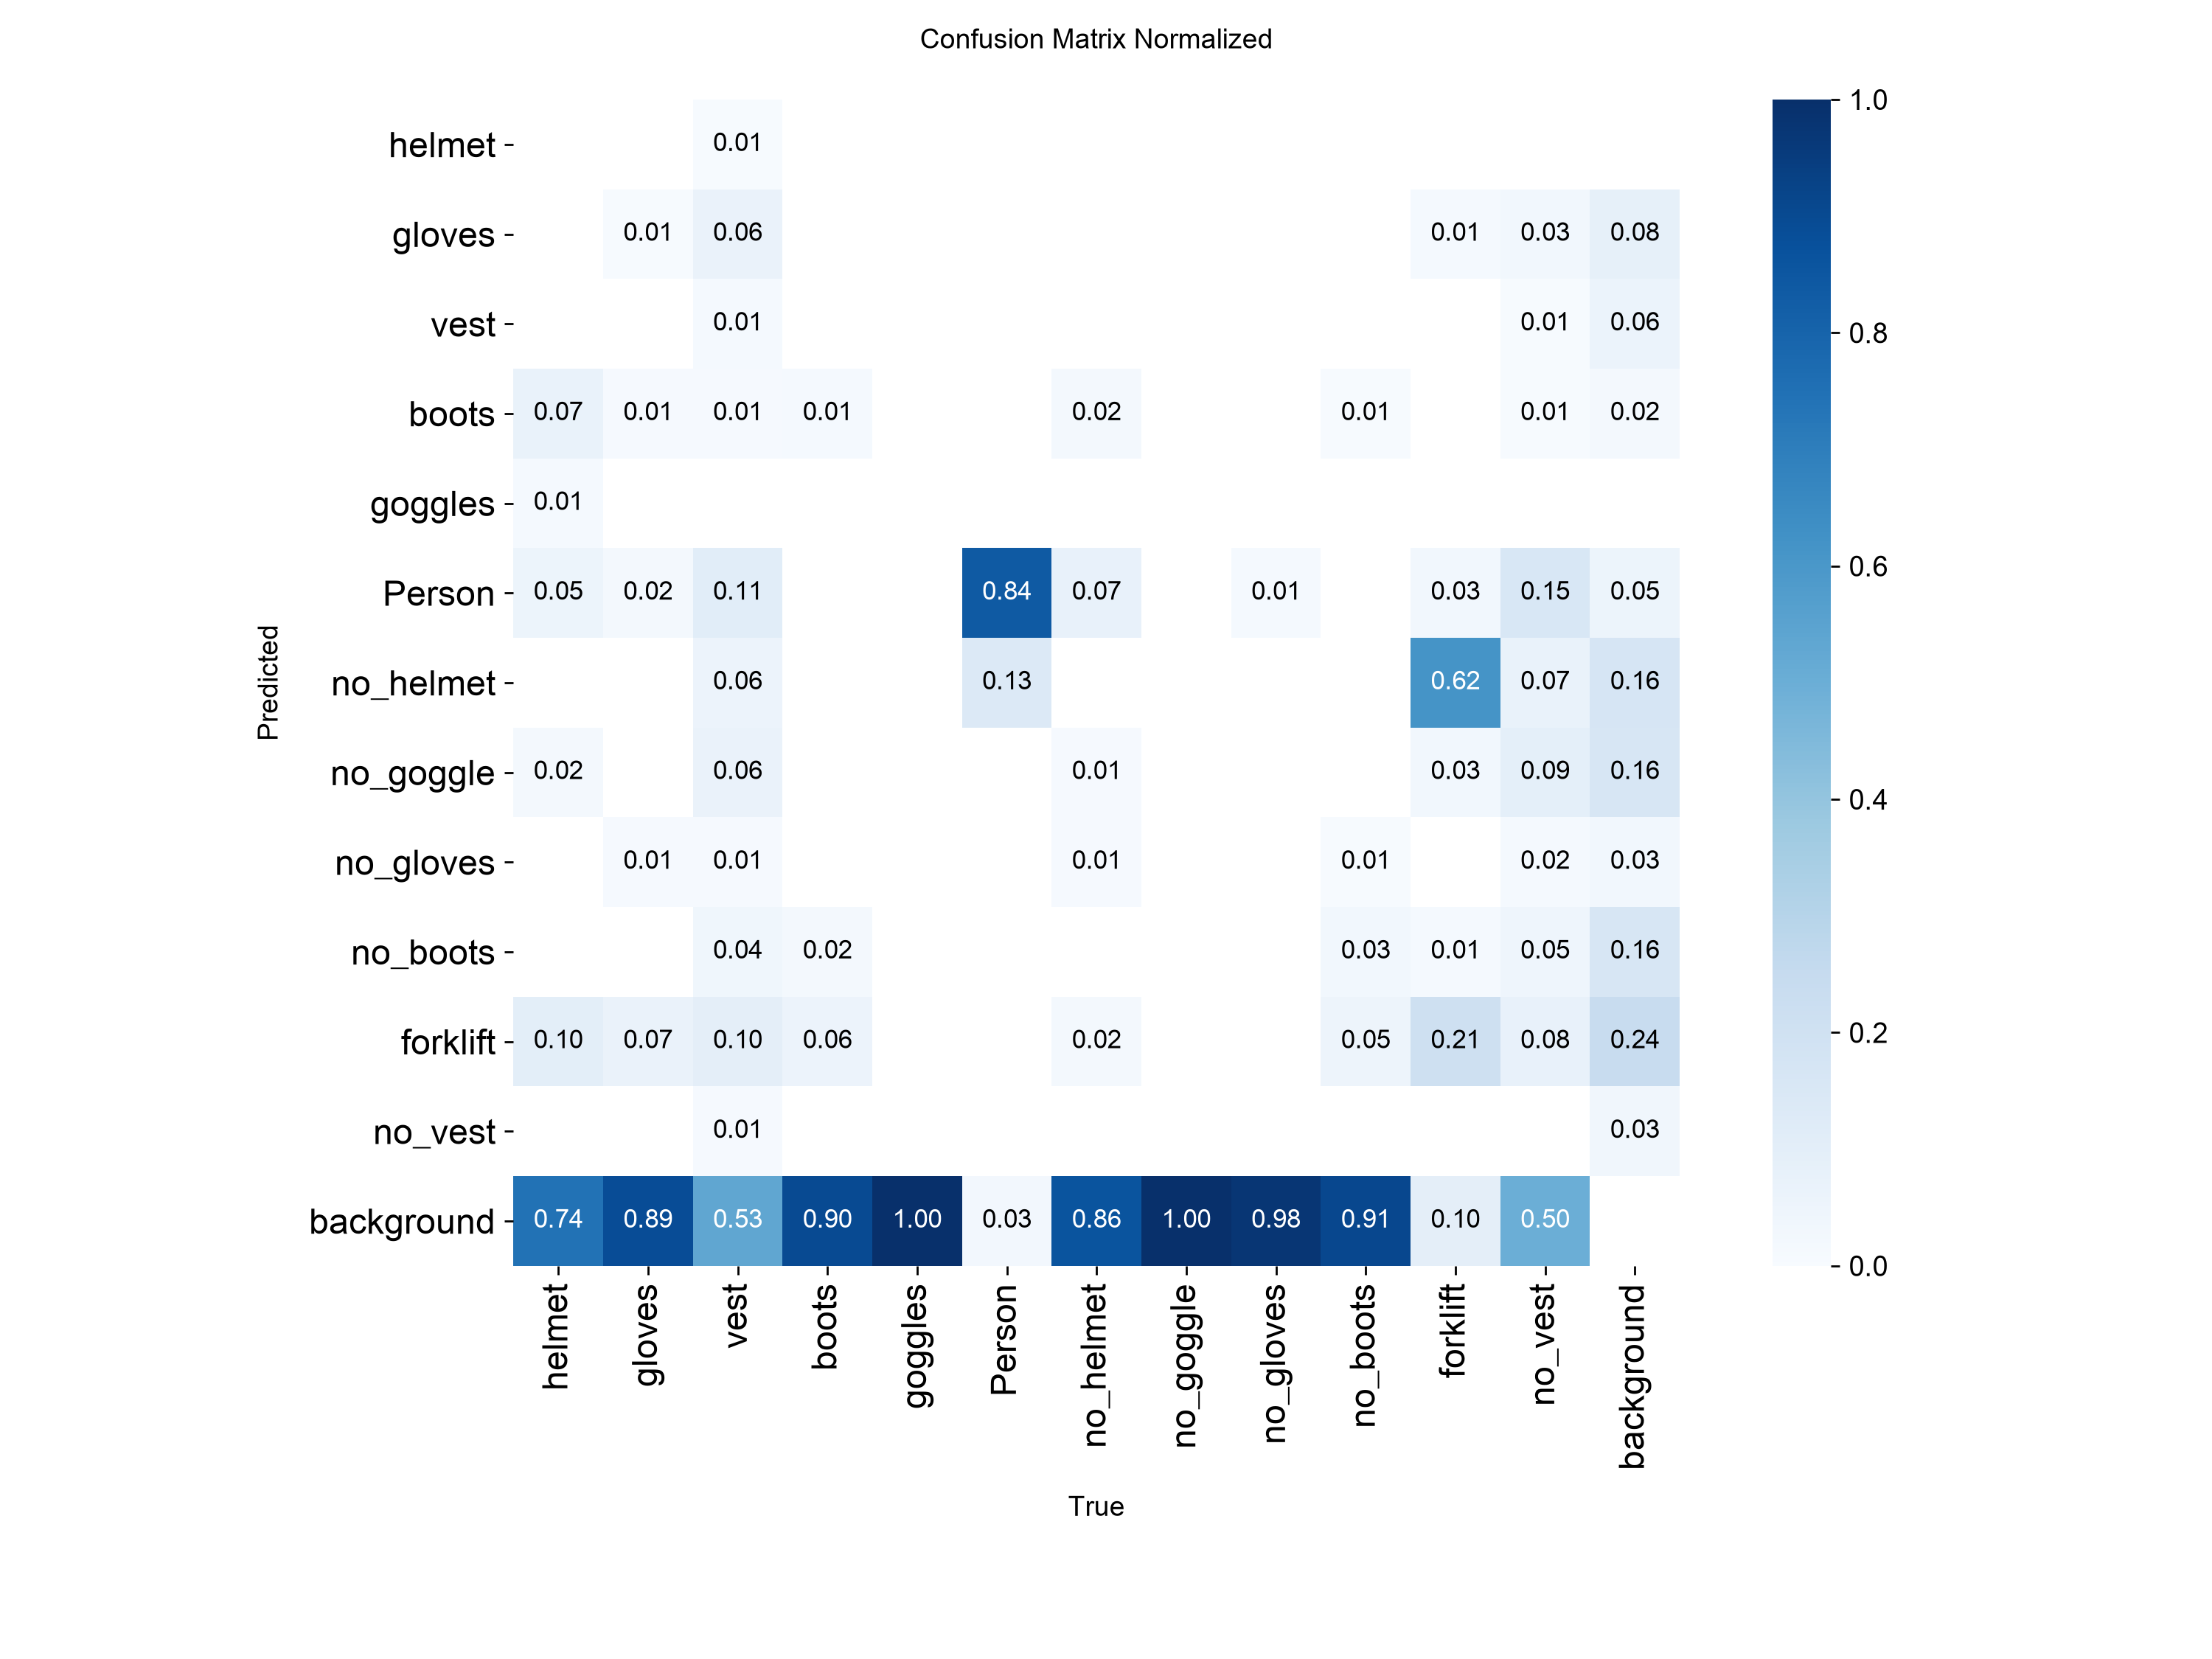 Confusion Matrix Normalized
helmet 0.01
gloves 0.01 0.06 0.01 0.03 0.08
vest 0.01 0.01 0.06
boots 0.07 0.01 0.01 0.01 0.02 0.01 0.01 0.02
goggles 0.01
Person 0.05 0.02 0.11 0.84 0.07 0.01 0.03 0.15 0.05
no_helmet 0.06 0.13 0.62 0.07 0.16
no_goggle 0.02 0.06 0.01 0.03 0.09 0.16
no_gloves 0.01 0.01 0.01 0.01 0.02 0.03
no_boots 0.04 0.02 0.03 0.01 0.05 0.16
forklift 0.10 0.07 0.10 0.06 0.02 0.05 0.21 0.08 0.24
no_vest 0.01 0.03
background 0.74 0.89 0.53 0.90 1.00 0.03 0.86 1.00 0.98 0.91 0.10 0.50
Predicted
helmet gloves vest boots goggles Person no_helmet no_goggle no_gloves no_boots forklift no_vest background
True
1.0
0.8
0.6
0.4
0.2
0.0